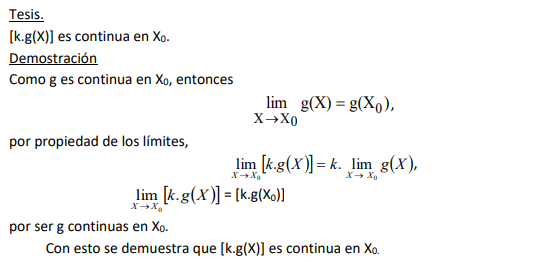 Tesis.
[k.g(X)] es continua en X₀.
Demostración
Como g es continua en X₀, entonces
lim g(X) = g(X₀),
X→X₀
por propiedad de los límites,
lim [k.g(X)] = k. lim g(X),
X→X₀ X→X₀
lim [k.g(X)] = [k.g(X₀)]
X→X₀
por ser g continuas en X₀.
Con esto se demuestra que [k.g(X)] es continua en X₀.